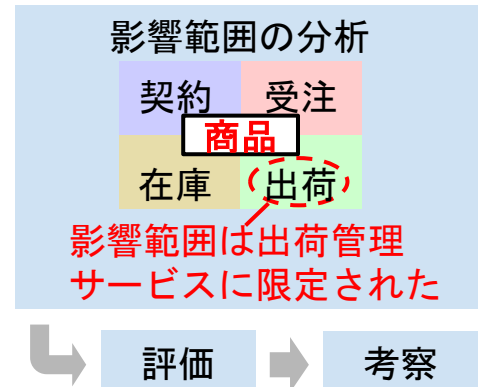 影響範囲の分析
契約 受注
商品
在庫 出荷
影響範囲は出荷管理
サービスに限定された
評価 考察